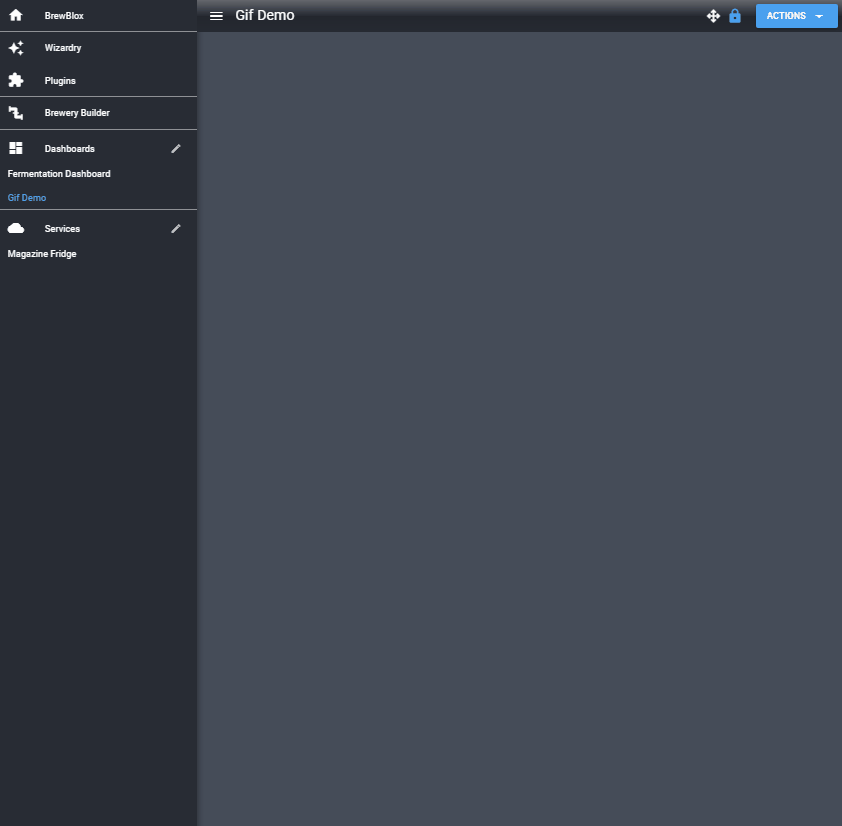 BrewBlox
Gif Demo
ACTIONS
Wizardry
Plugins
Brewery Builder
Dashboards
Fermentation Dashboard
Gif Demo
Services
Magazine Fridge